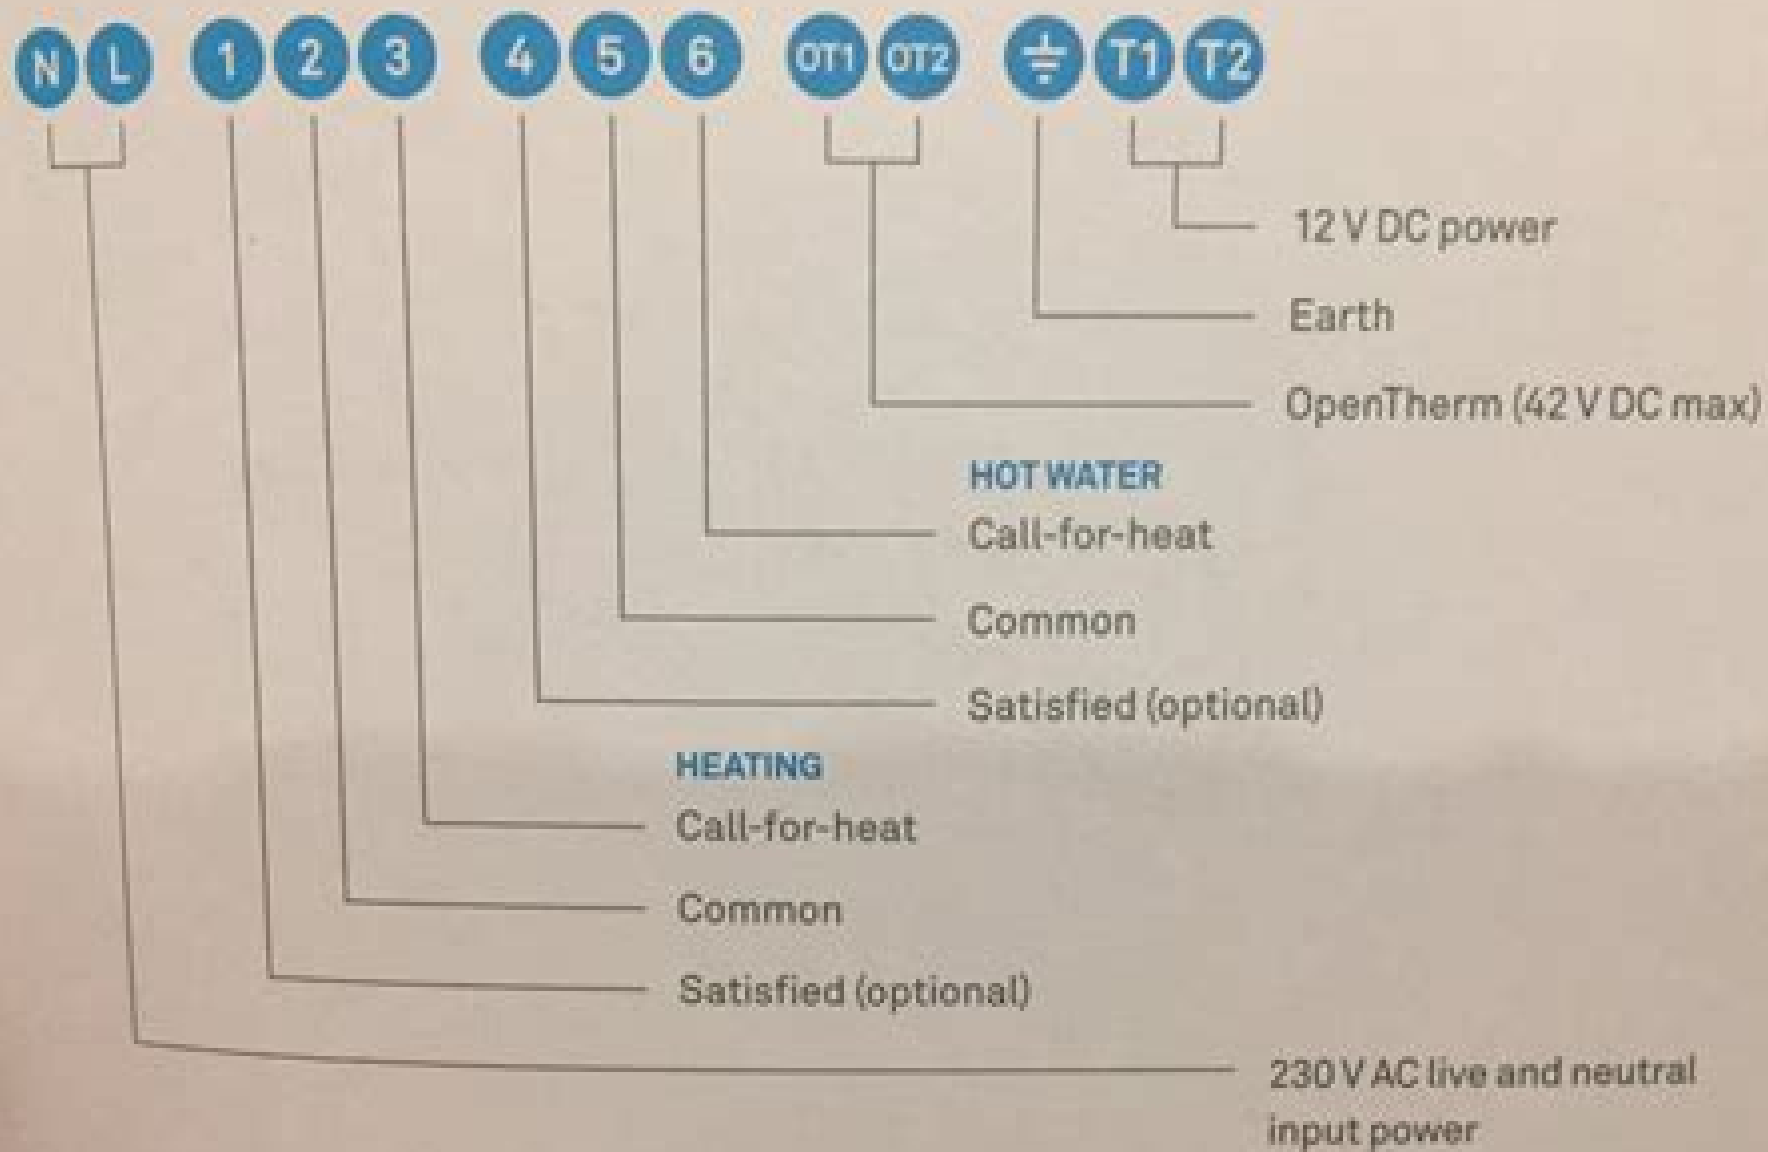 N L 1 2 3 4 5 6 OT1 OT2 T1 T2
12 V DC power
Earth
OpenTherm (42 V DC max)
HOT WATER
Call-for-heat
Common
Satisfied (optional)
HEATING
Call-for-heat
Common
Satisfied (optional)
230 V AC live and neutral
input power